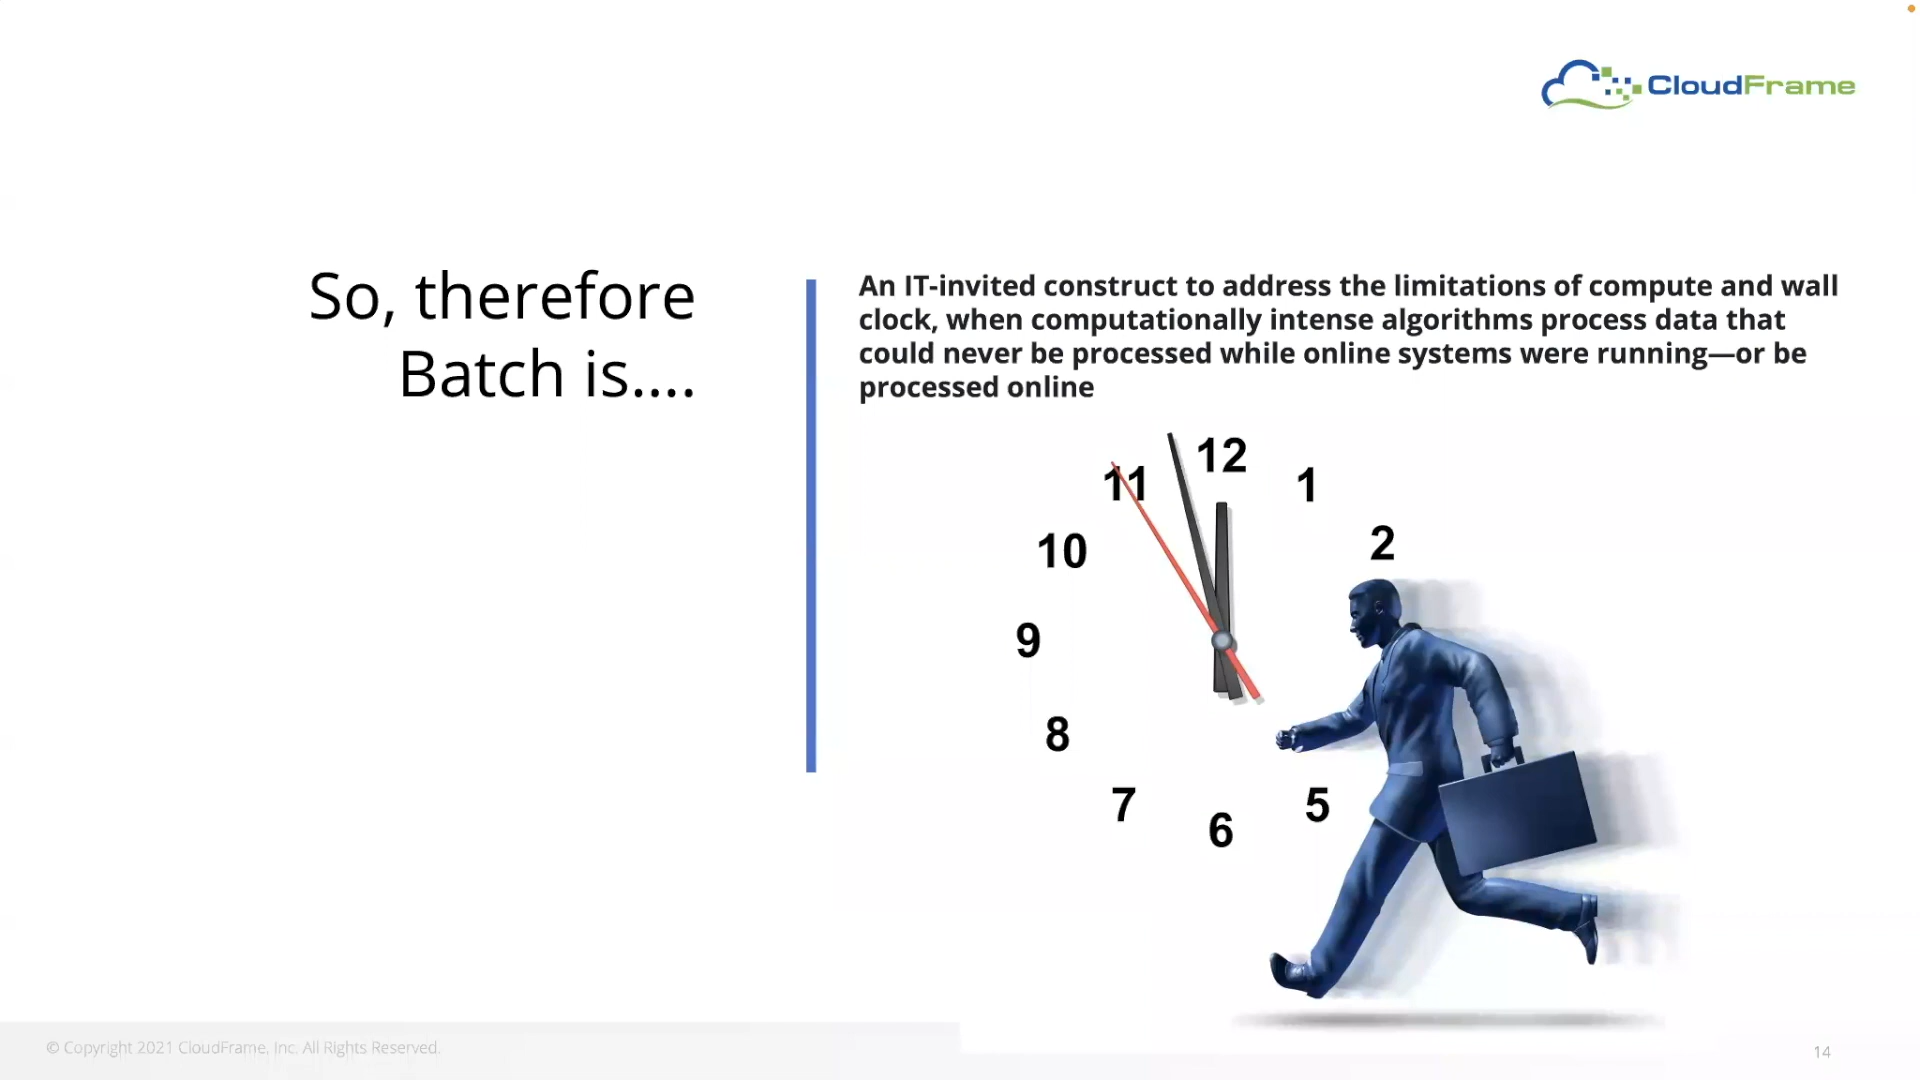 CloudFrame
So, therefore
Batch is....
An IT-invited construct to address the limitations of compute and wall
clock, when computationally intense algorithms process data that
could never be processed while online systems were running—or be
processed online
12
11
1
10
2
9
8
7
5
6
© Copyright 2021 CloudFrame, Inc. All Rights Reserved.
14